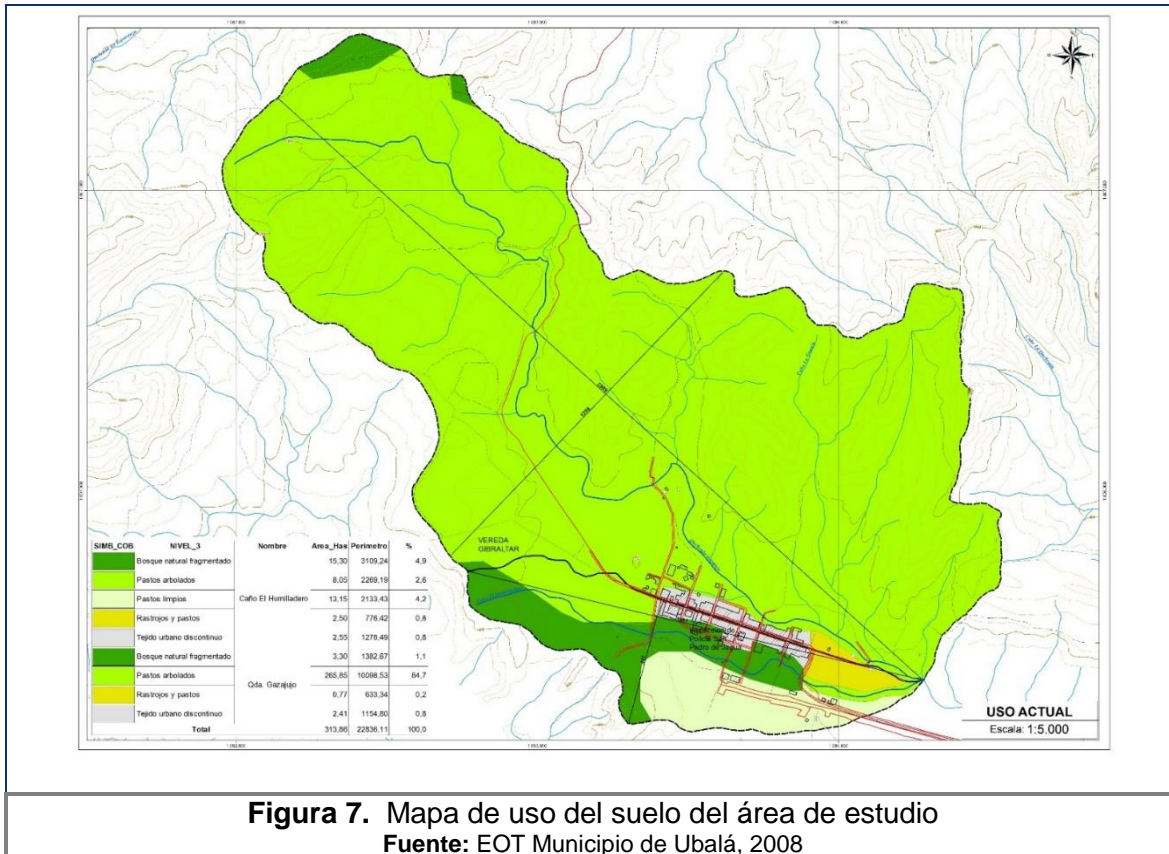 VEREDA
GIBRALTAR
Pedro de Jagua
SIMB_COB NIVEL_3 Nombre Area_Has Perimetro %
Bosque natural fragmentado 15,30 3109,24 4,9
Pastos arbolados 8,05 2269,19 2,6
Caño El Humilladero
Pastos limpios 13,15 2133,43 4,2
Rastrojos y pastos 2,50 776,42 0,8
Tejido urbano discontinuo 2,55 1278,49 0,8
Bosque natural fragmentado 3,30 1382,67 1,1
Pastos arbolados 265,85 10098,53 84,7
Qda. Gazajujo
Rastrojos y pastos 0,77 633,34 0,2
Tejido urbano discontinuo 2,41 1154,80 0,8
Total 313,86 22836,11 100,0
USO ACTUAL
Escala: 1:5.000
Figura 7. Mapa de uso del suelo del área de estudio
Fuente: EOT Municipio de Ubalá, 2008